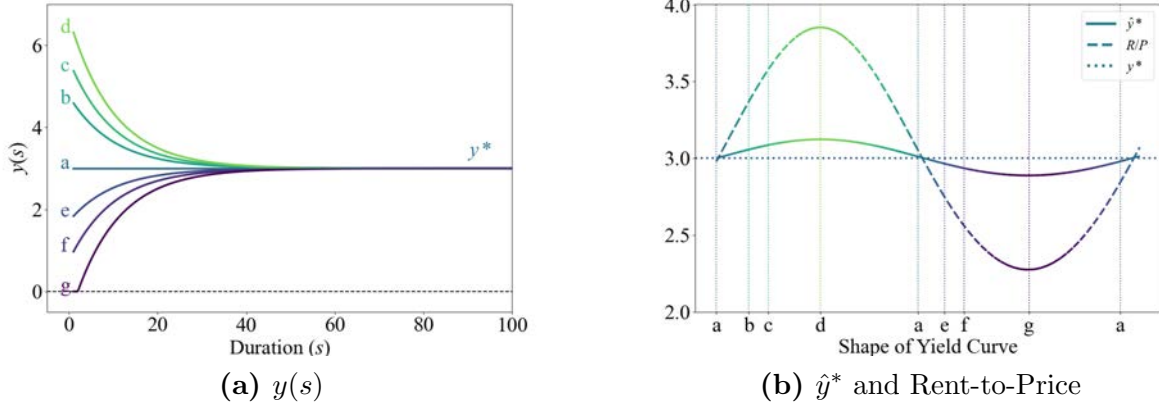 6
4
2
0
y(s)
d
c
b
a
e
f
g
y*
0 20 40 60 80 100
Duration (s)
(a) y(s)
4.0
3.5
3.0
2.5
2.0
ŷ*
R/P
y*
a b c d a e f g a
Shape of Yield Curve
(b) ŷ* and Rent-to-Price